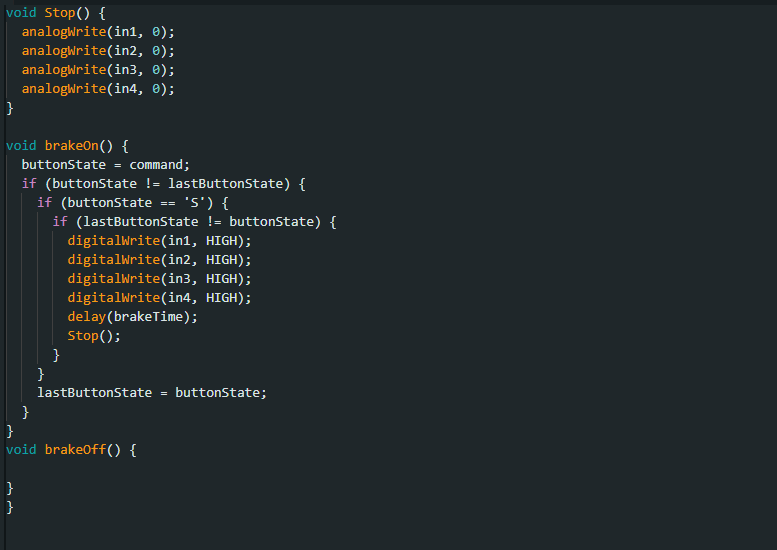 void Stop() {
  analogWrite(in1, 0);
  analogWrite(in2, 0);
  analogWrite(in3, 0);
  analogWrite(in4, 0);
}

void brakeOn() {
  buttonState = command;
  if (buttonState != lastButtonState) {
    if (buttonState == 'S') {
      if (lastButtonState != buttonState) {
        digitalWrite(in1, HIGH);
        digitalWrite(in2, HIGH);
        digitalWrite(in3, HIGH);
        digitalWrite(in4, HIGH);
        delay(brakeTime);
        Stop();
      }
    }
    lastButtonState = buttonState;
  }
}
void brakeOff() {

}
}